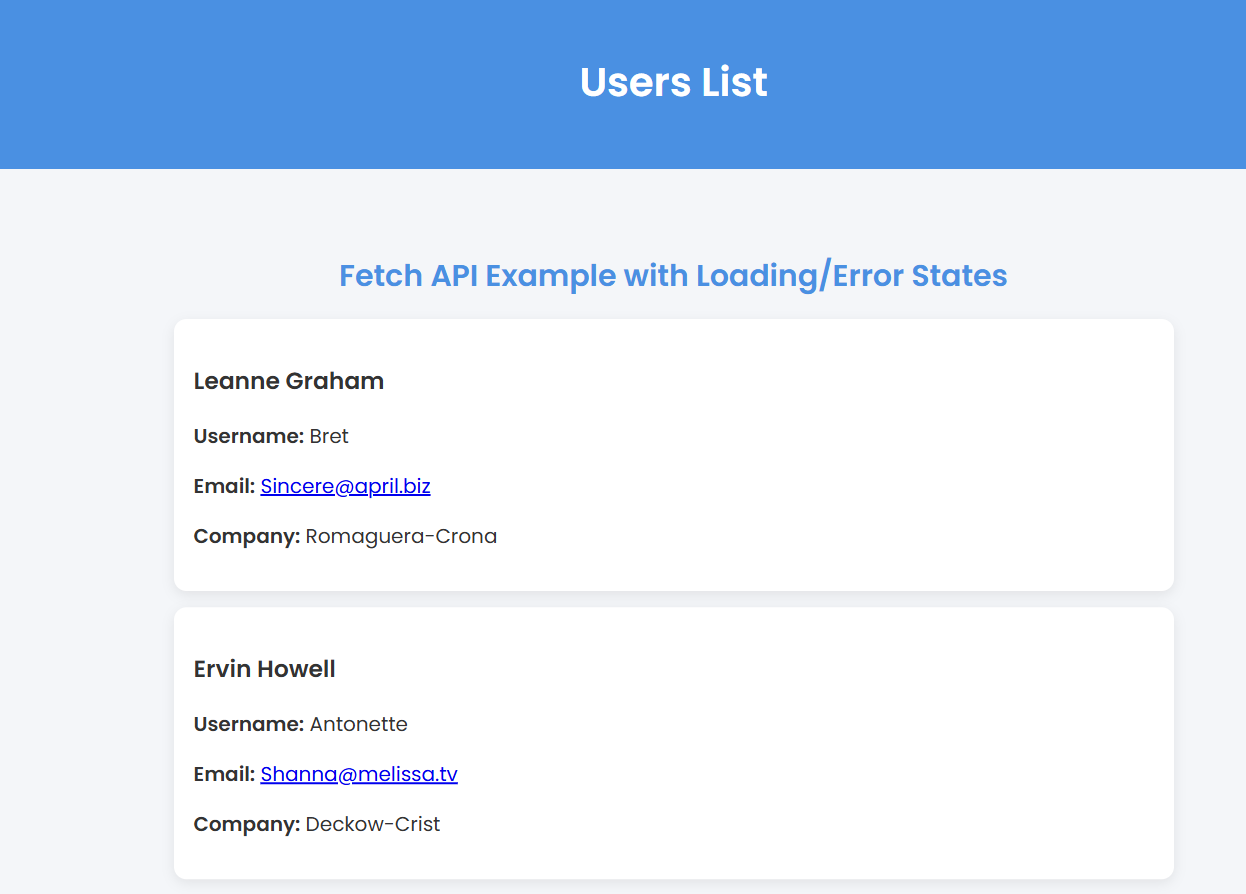 Users List
Fetch API Example with Loading/Error States
Leanne Graham
Username: Bret
Email: Sincere@april.biz
Company: Romaguera-Crona
Ervin Howell
Username: Antonette
Email: Shanna@melissa.tv
Company: Deckow-Crist